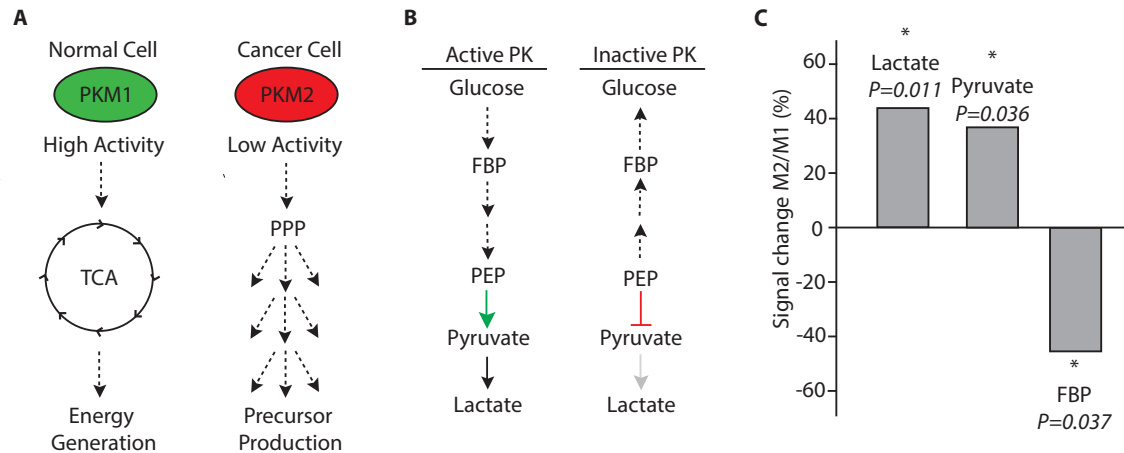 A
Normal Cell
Cancer Cell
PKM1
PKM2
High Activity
Low Activity
PPP
TCA
Energy
Generation
Precursor
Production
B
Active PK
Inactive PK
Glucose
Glucose
FBP
FBP
PEP
PEP
Pyruvate
Pyruvate
Lactate
Lactate
C
Signal change M2/M1 (%)
60
40
20
0
-20
-40
-60
*
Lactate
P=0.011
*
Pyruvate
P=0.036
*
FBP
P=0.037